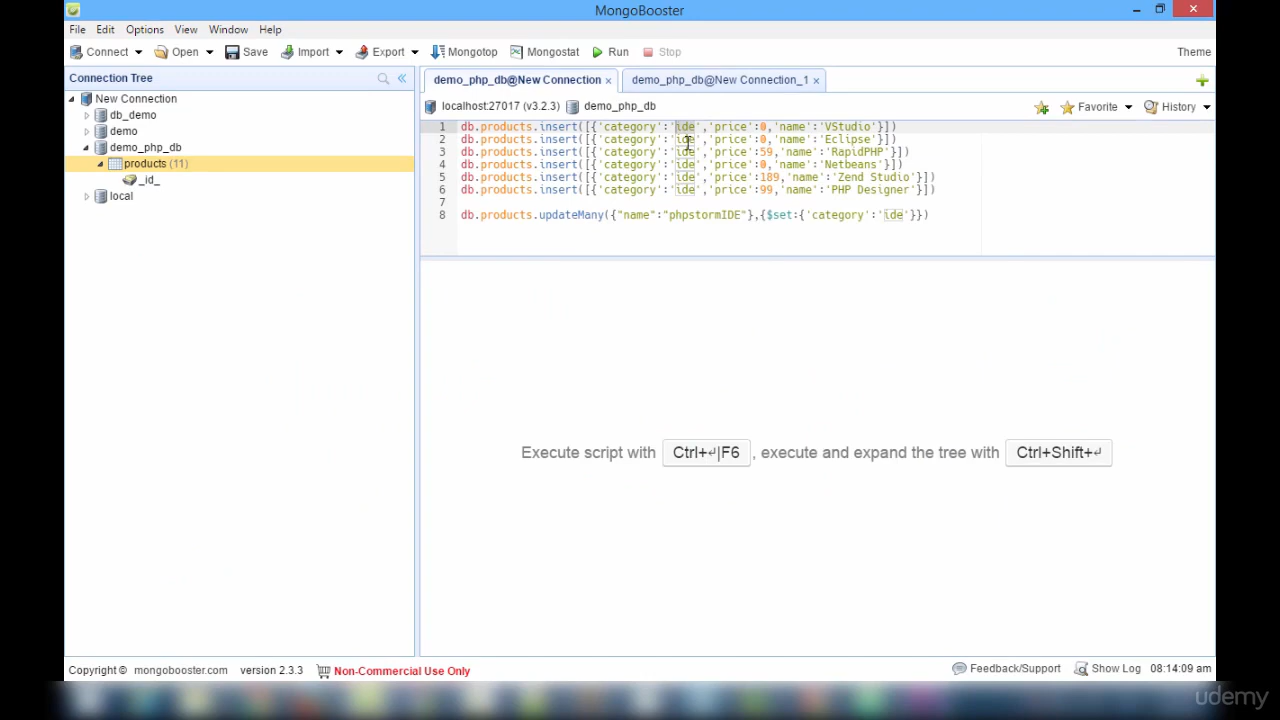 MongoBooster
File Edit Options View Window Help
Connect Open Save Import Export Mongotop Mongostat Run Stop Theme
Connection Tree
demo_php_db@New Connection × demo_php_db@New Connection_1 ×
New Connection
localhost:27017 (v3.2.3) demo_php_db Favorite History
db_demo
demo
demo_php_db
products (11)
_id_
local
1 db.products.insert([{'category':'ide','price':0,'name':'VStudio'}])
2 db.products.insert([{'category':'ide','price':0,'name':'Eclipse'}])
3 db.products.insert([{'category':'ide','price':59,'name':'RapidPHP'}])
4 db.products.insert([{'category':'ide','price':0,'name':'Netbeans'}])
5 db.products.insert([{'category':'ide','price':189,'name':'Zend Studio'}])
6 db.products.insert([{'category':'ide','price':99,'name':'PHP Designer'}])
7
8 db.products.updateMany({"name":"phpstormIDE"},{$set:{'category':'ide'}})
Execute script with Ctrl+↵|F6 , execute and expand the tree with Ctrl+Shift+↵
Copyright © mongobooster.com version 2.3.3 Non-Commercial Use Only Feedback/Support Show Log 08:14:09 am
udemy